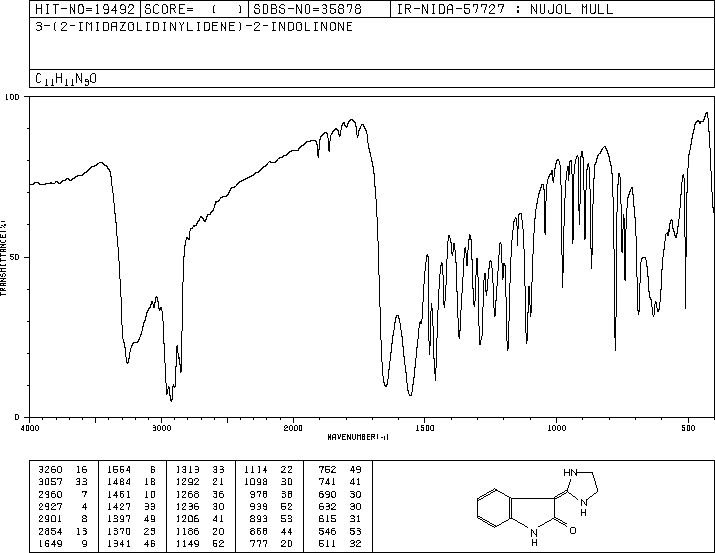 HIT-NO=19492 SCORE= ( ) SDBS-NO=35878 IR-NIDA-57727 : NUJOL MULL
3-(2-IMIDAZOLIDINYLIDENE)-2-INDOLINONE
C11H11N3O
100
50
0
TRANSMITTANCE(%)
4000 3000 2000 1500 1000 500
WAVENUMBER(-1)
3260 16 1554 6 1313 33 1114 22 752 49
3057 33 1484 18 1292 21 1098 30 741 41
2960 7 1461 10 1268 36 978 38 690 30
2927 4 1427 33 1236 30 939 52 632 30
2901 8 1397 49 1206 41 893 53 615 31
2854 13 1370 23 1186 20 868 44 546 53
1649 9 1341 46 1149 52 777 20 511 32
HN
NH
O
N
H